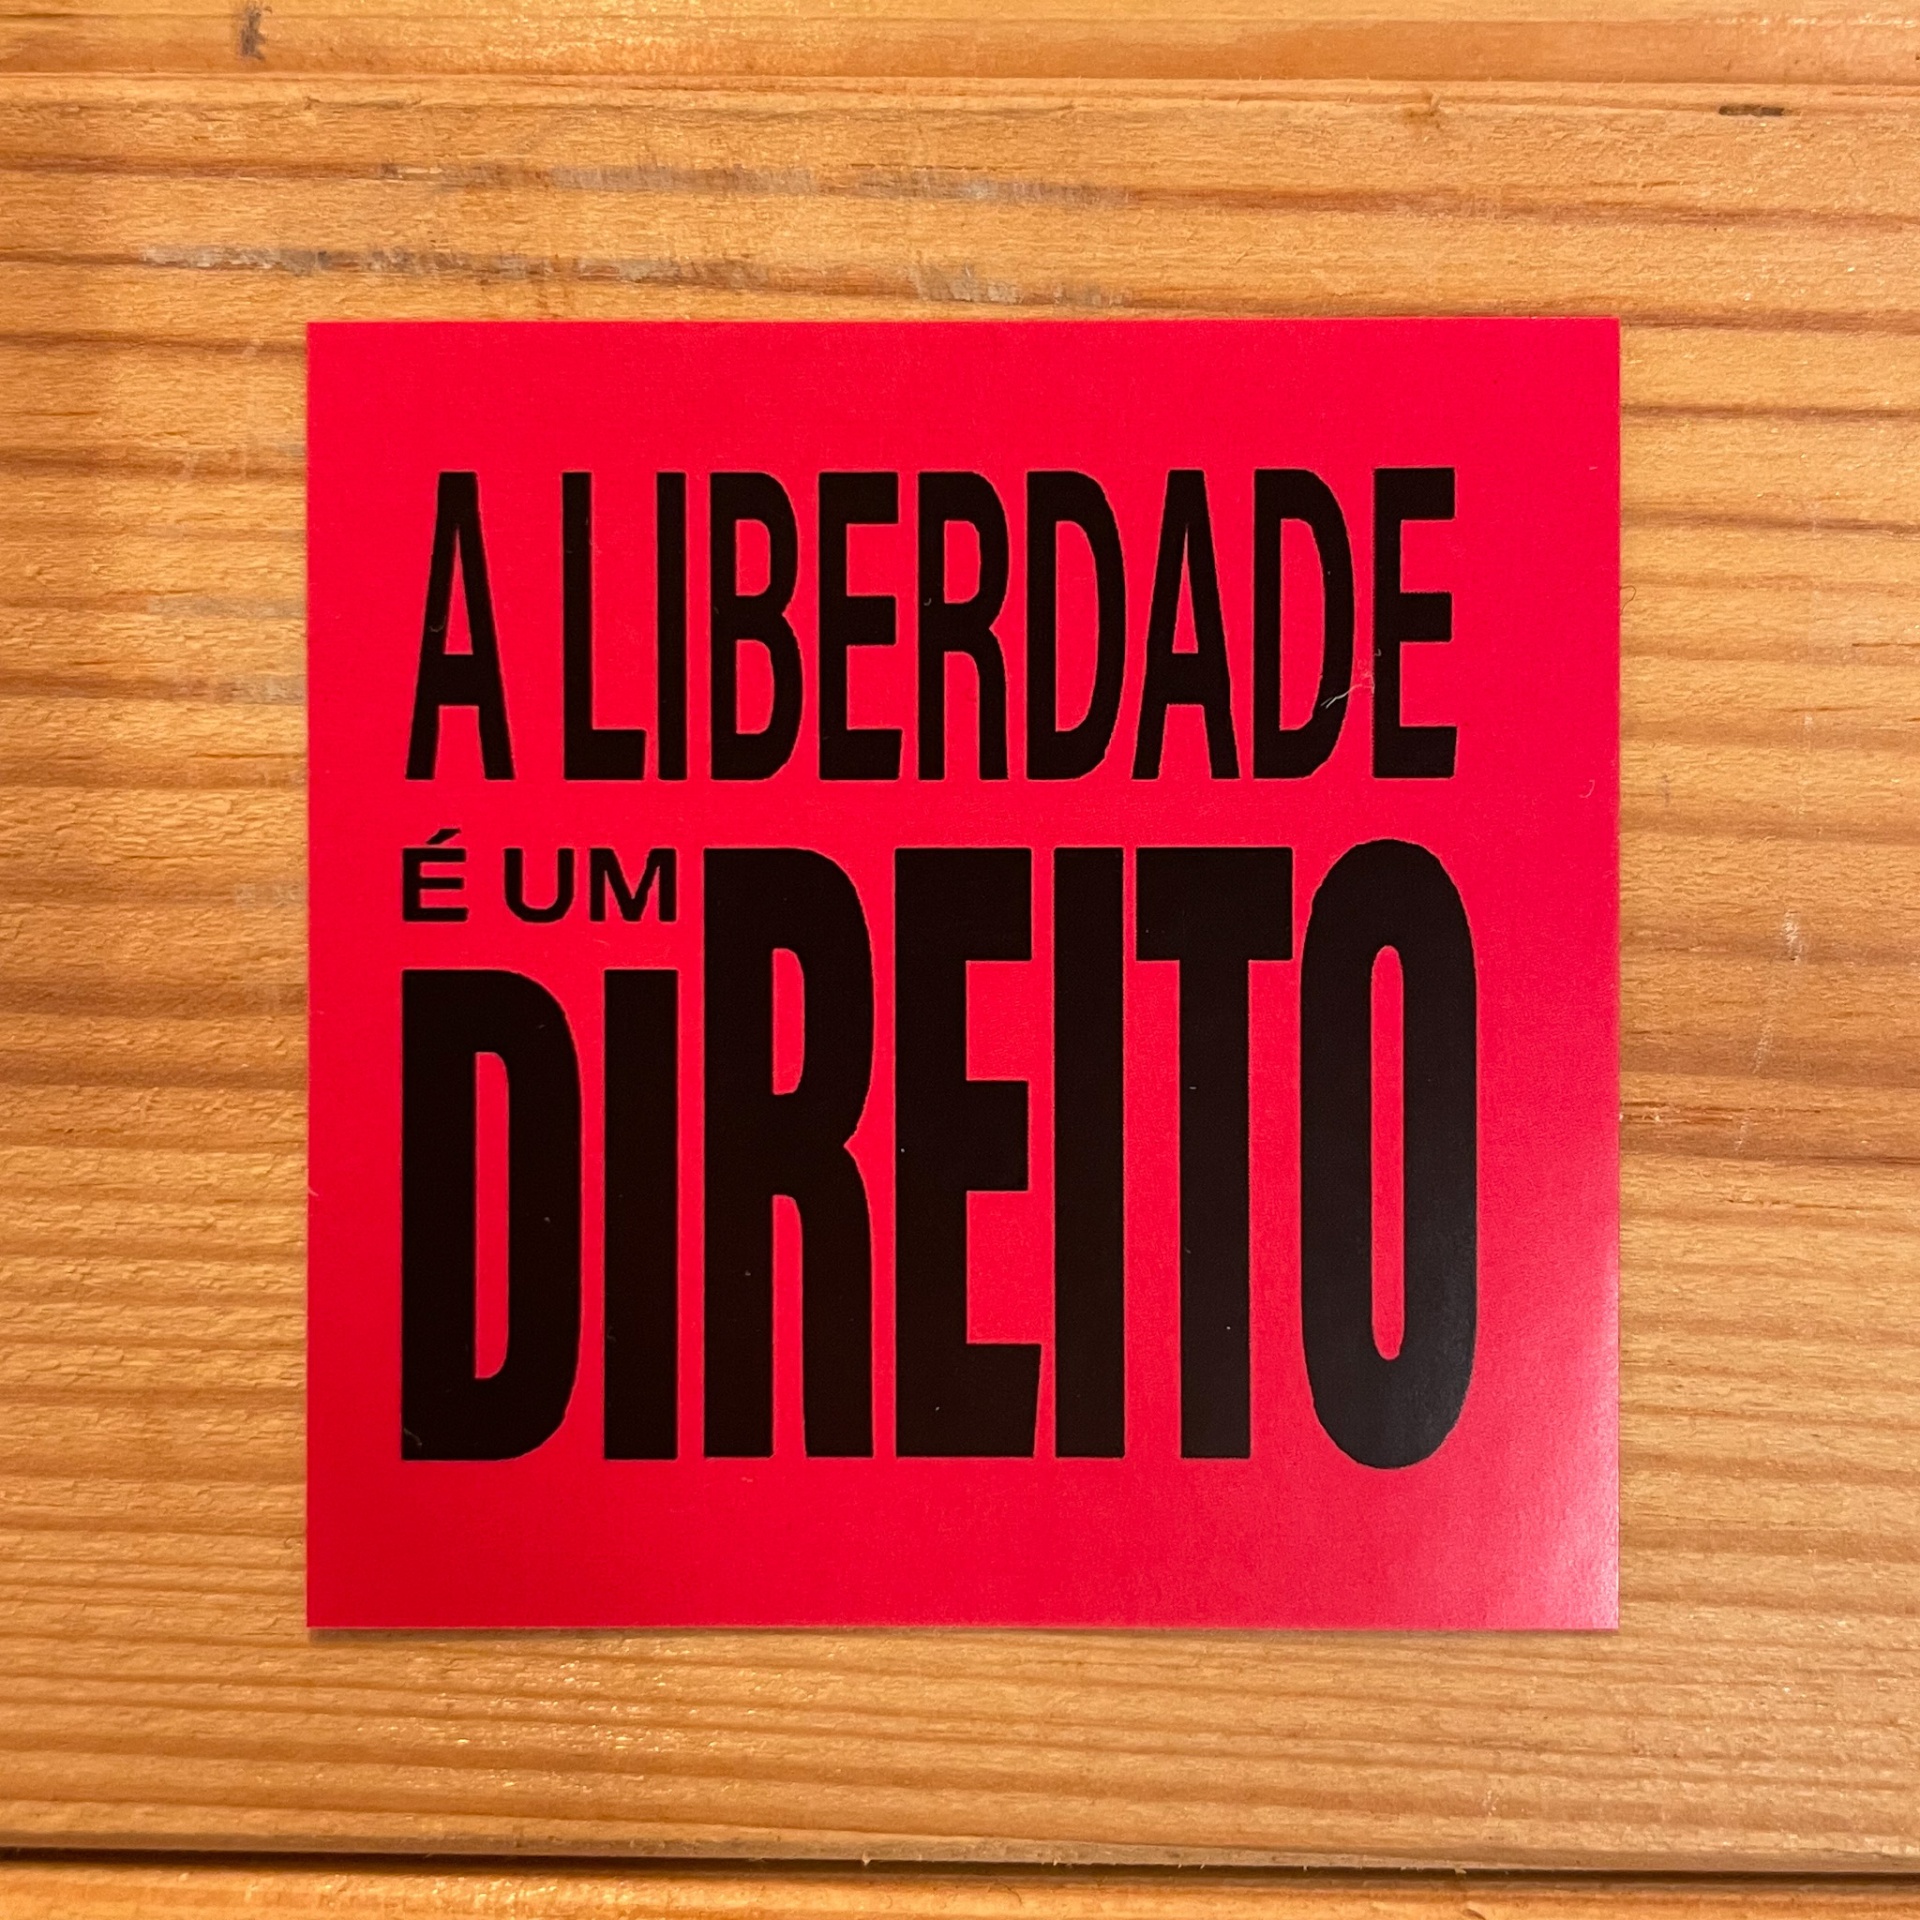 A LIBERDADE
É UM
DIREITO